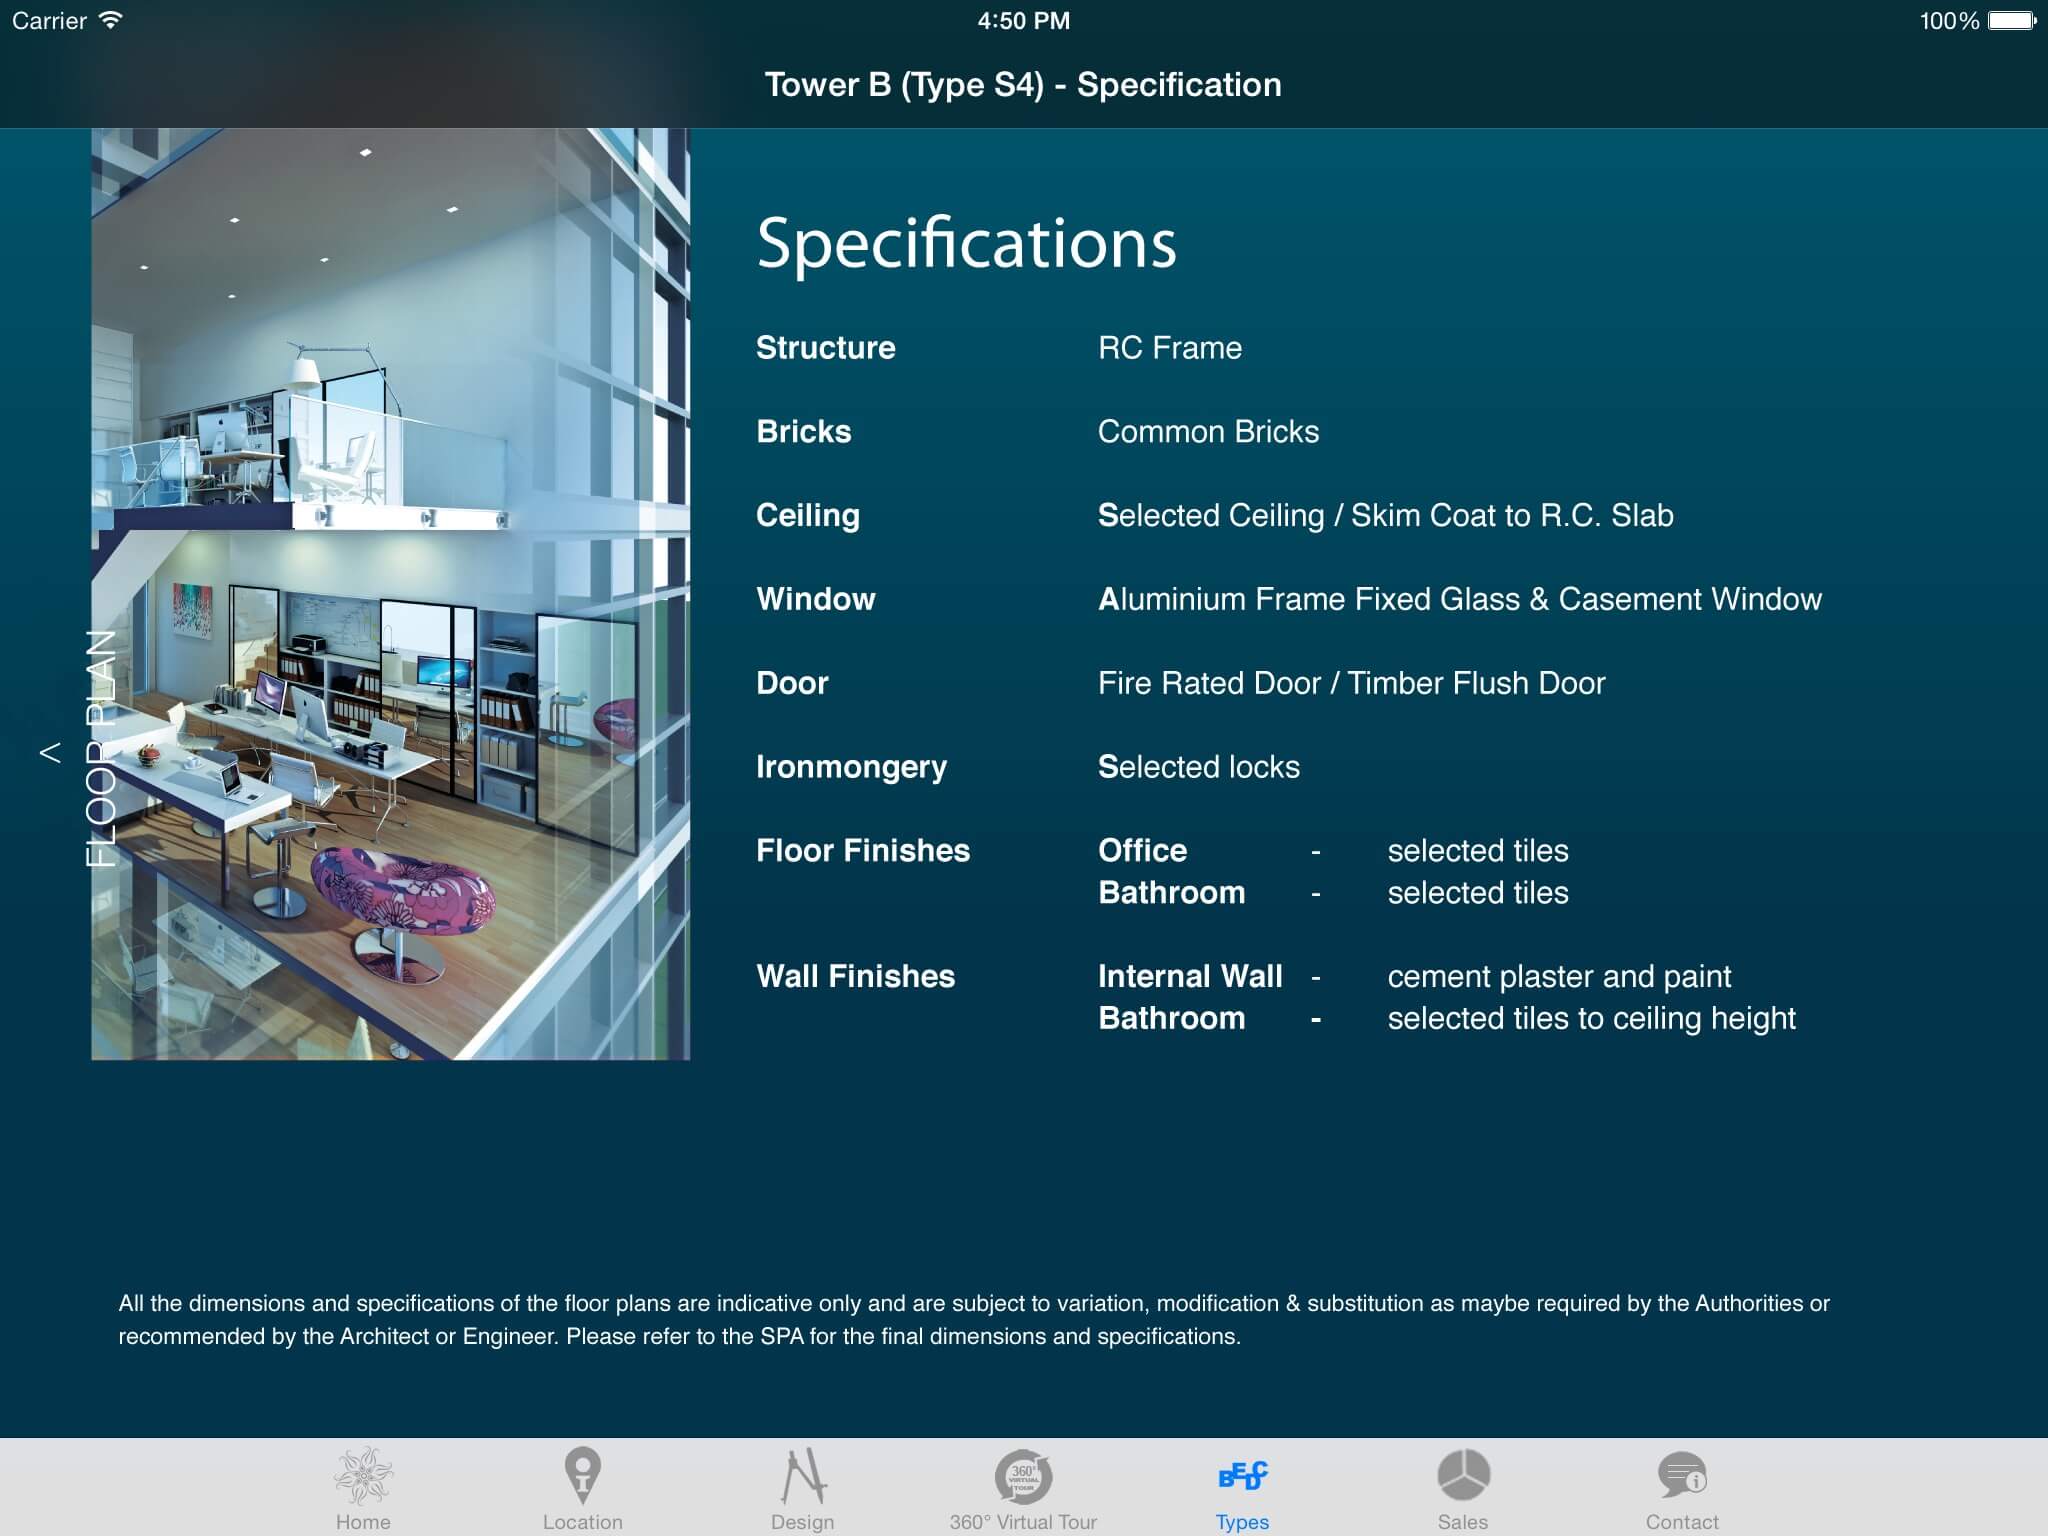 Carrier 4:50 PM 100%
Tower B (Type S4) - Specification
Specifications
Structure RC Frame
Bricks Common Bricks
Ceiling Selected Ceiling / Skim Coat to R.C. Slab
Window Aluminium Frame Fixed Glass & Casement Window
Door Fire Rated Door / Timber Flush Door
Ironmongery Selected locks
Floor Finishes Office - selected tiles
Bathroom - selected tiles
Wall Finishes Internal Wall - cement plaster and paint
Bathroom - selected tiles to ceiling height
< FLOOR PLAN
All the dimensions and specifications of the floor plans are indicative only and are subject to variation, modification & substitution as maybe required by the Authorities or
recommended by the Architect or Engineer. Please refer to the SPA for the final dimensions and specifications.
360°
VIRTUAL
TOUR
BEDC
Home Location Design 360° Virtual Tour Types Sales Contact